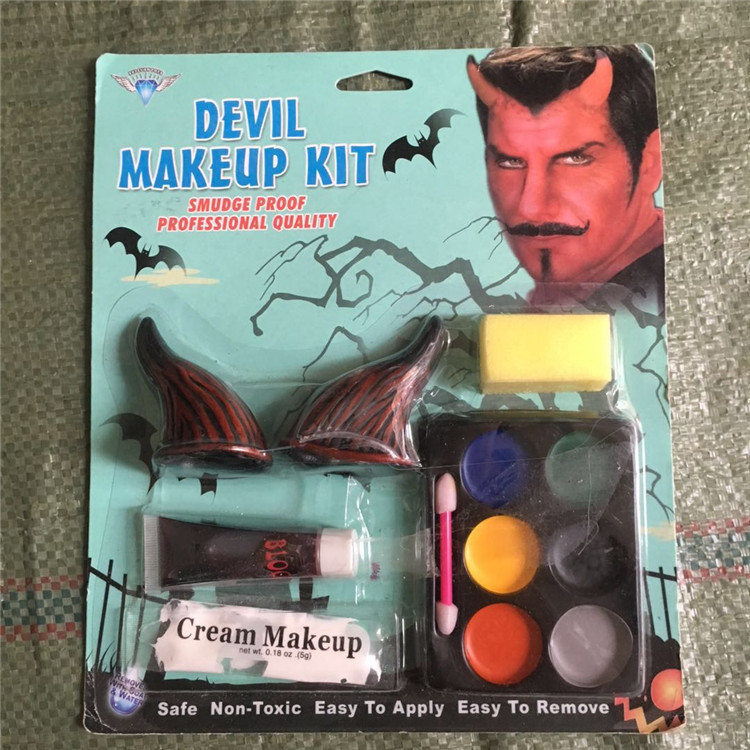 DEVIL
MAKEUP KIT
SMUDGE PROOF
PROFESSIONAL QUALITY
Cream Makeup
net wt. 0.18 oz .(5g)
& WATER
Safe Non-Toxic Easy To Apply Easy To Remove